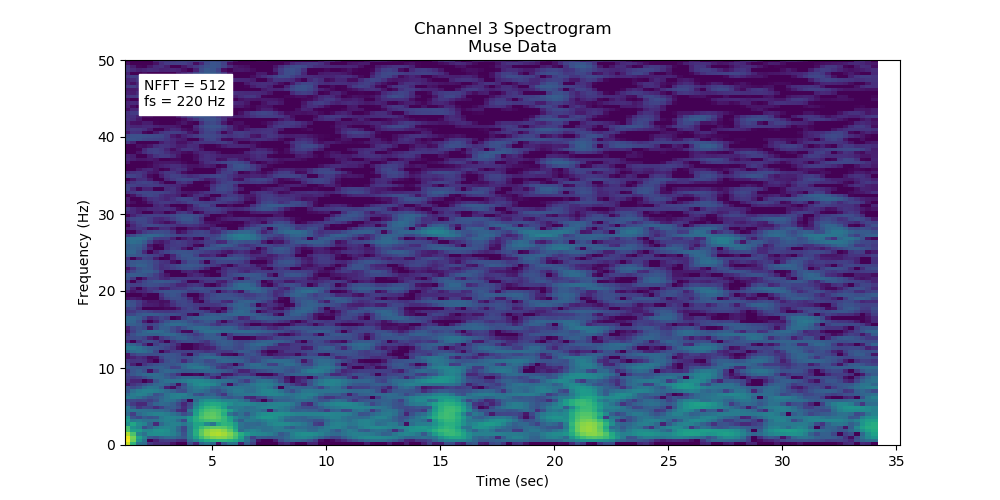 Channel 3 Spectrogram
Muse Data
NFFT = 512
fs = 220 Hz
50
40
30
20
10
0
Frequency (Hz)
5
10
15
20
25
30
35
Time (sec)